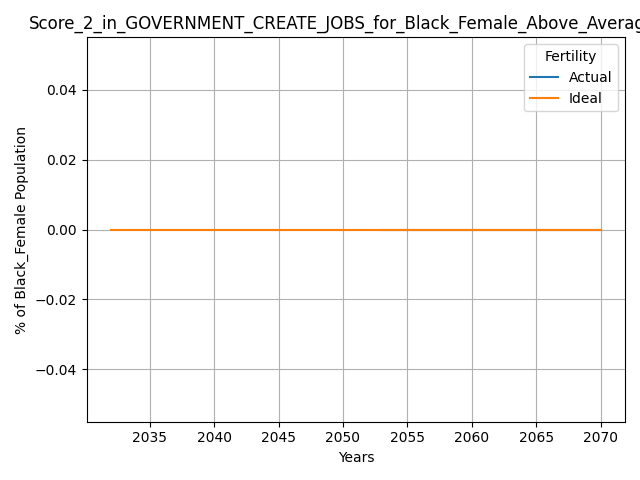 Score_2_in_GOVERNMENT_CREATE_JOBS_for_Black_Female_Above_Averag
Fertility
Actual
Ideal
% of Black_Female Population
0.04
0.02
0.00
−0.02
−0.04
2035 2040 2045 2050 2055 2060 2065 2070
Years